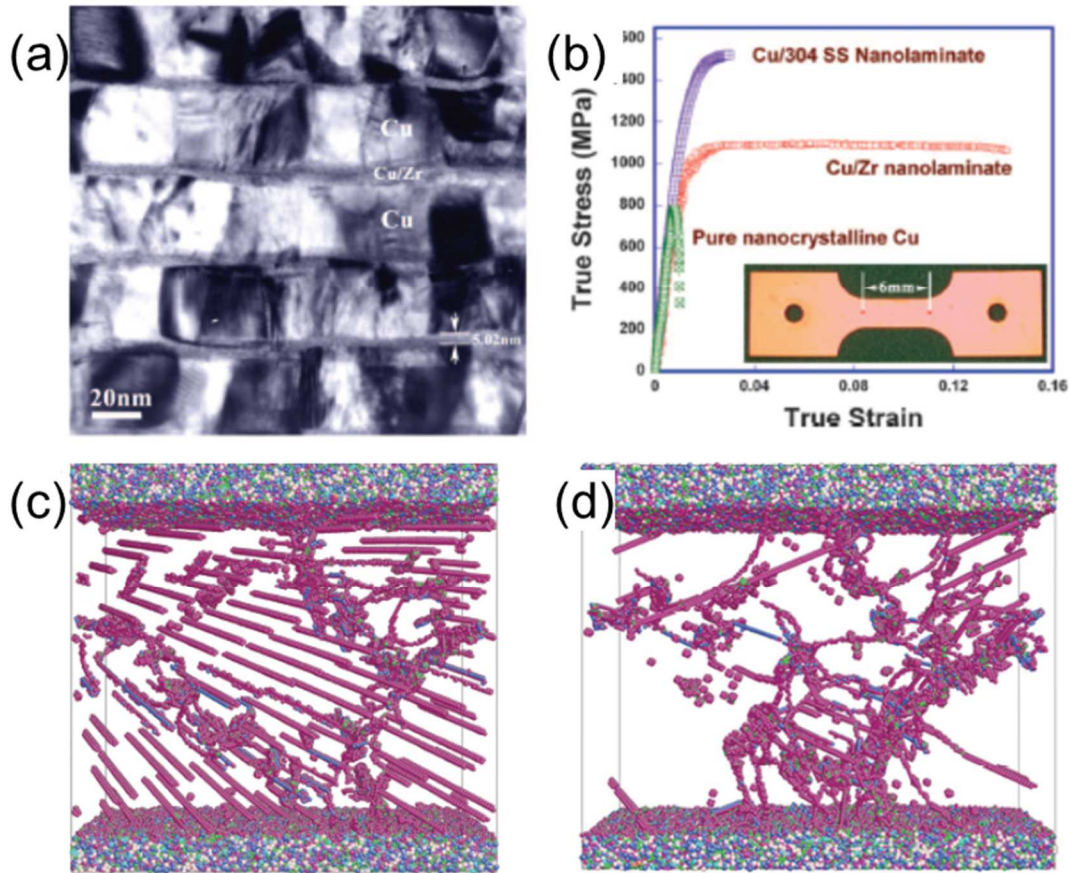 (a)
Cu
Cu/Zr
Cu
5.02nm
20nm
(b)
True Stress (MPa)
1400
1200
1000
800
600
400
200
0
0
0.04
0.08
0.12
0.16
True Strain
Cu/304 SS Nanolaminate
Cu/Zr nanolaminate
Pure nanocrystalline Cu
6mm
(c)
(d)